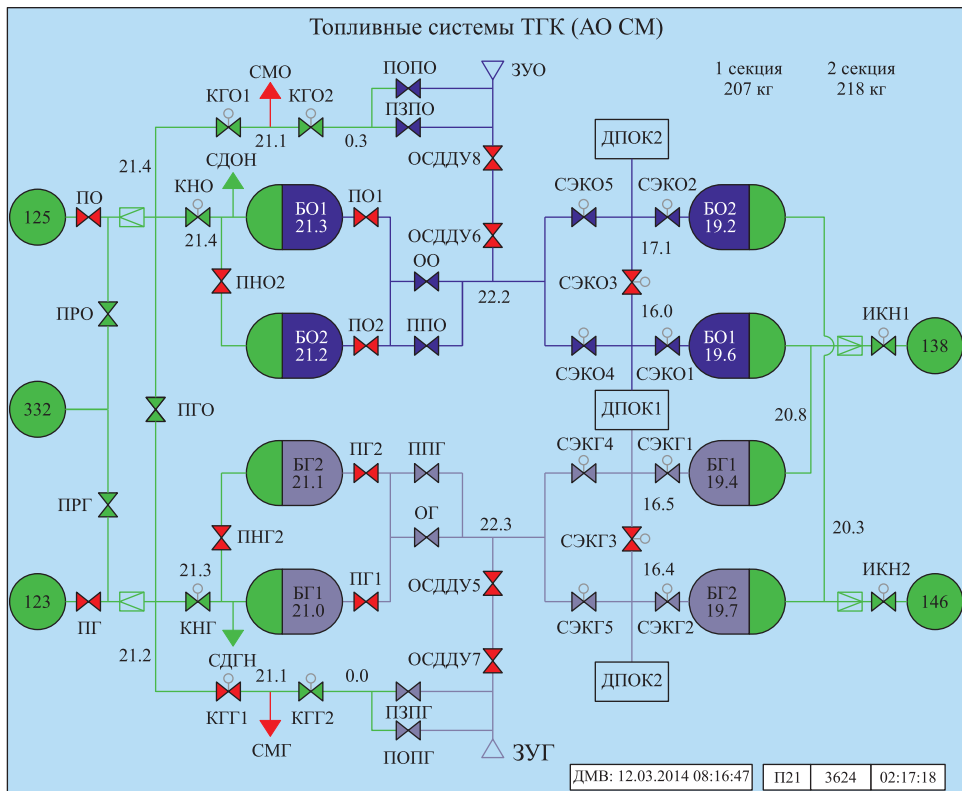 Топливные системы ТГК (АО СМ)
1 секция 2 секция
207 кг 218 кг
СМО ПОПО ЗУО
КГО1 КГО2 ПЗПО
21.1 0.3
ДПОК2
21.4 СДОН ОСДДУ8
КНО СЭКО5 СЭКО2
125 ПО 21.4 БО1 21.3 ПО1 БО2 19.2
ОСДДУ6 17.1
ПНО2 ОО 22.2 СЭКО3
ПРО 16.0 ИКН1
БО2 21.2 ПО2 ППО БО1 19.6 138
СЭКО4 СЭКО1
332 ПГО ДПОК1 20.8
ПГ2 ППГ СЭКГ4 СЭКГ1
БГ2 21.1 БГ1 19.4
ПРГ 16.5
ПНГ2 ОГ 22.3 СЭКГ3 20.3
21.3 16.4 ИКН2
123 БГ1 21.0 ПГ1 ОСДДУ5 БГ2 19.7 146
ПГ КНГ СЭКГ5 СЭКГ2
21.2 СДГН ОСДДУ7
21.1 0.0 ДПОК2
КГГ1 КГГ2 ПЗПГ
СМГ ПОПГ ЗУГ
ДМВ: 12.03.2014 08:16:47 П21 3624 02:17:18